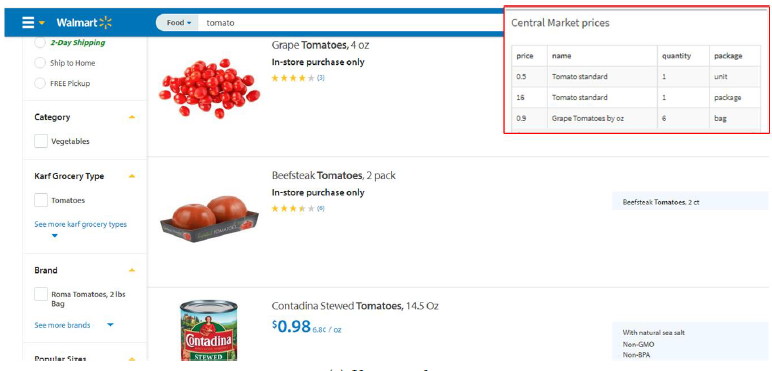 Walmart
Food
tomato
2-Day Shipping
Ship to Home
FREE Pickup
Category
Vegetables
Karf Grocery Type
Tomatoes
See more karf grocery types
Brand
Roma Tomatoes, 2 lbs
Bag
See more brands
Popular Sizes
Grape Tomatoes, 4 oz
In-store purchase only
(3)
Beefsteak Tomatoes, 2 pack
In-store purchase only
(6)
Beefsteak Tomatoes, 2 ct
Contadina
STEWED
Contadina Stewed Tomatoes, 14.5 Oz
$0.98 6.8¢ / oz
With natural sea salt
Non-GMO
Non-BPA
Central Market prices
price name quantity package
0.5 Tomato standard 1 unit
16 Tomato standard 1 package
0.9 Grape Tomatoes by oz 6 bag